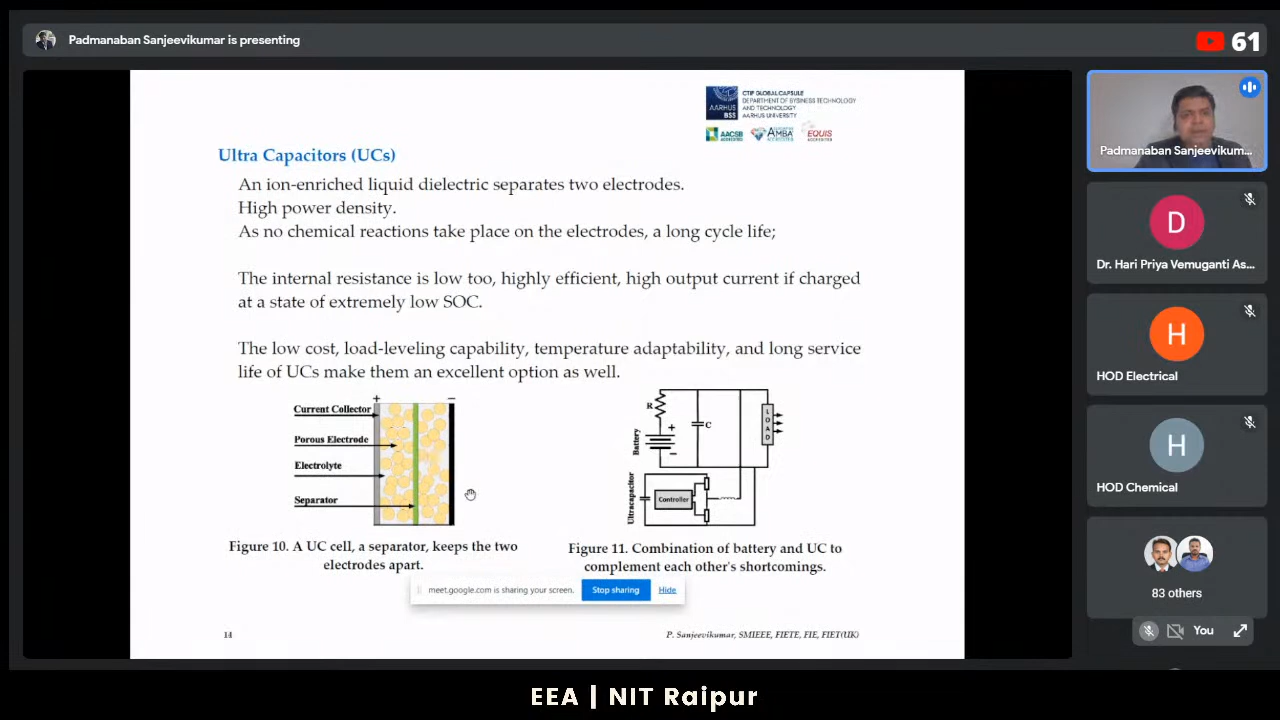 Padmanaban Sanjeevikumar is presenting
61
CTIF GLOBAL CAPSULE
DEPARTMENT OF BUSINESS TECHNOLOGY
AND TECHNOLOGY
AARHUS UNIVERSITY
AARHUS
BSS
AACSB
ACCREDITED
AMBA
ACCREDITED
EQUIS
ACCREDITED
Ultra Capacitors (UCs)
An ion-enriched liquid dielectric separates two electrodes.
High power density.
As no chemical reactions take place on the electrodes, a long cycle life;
The internal resistance is low too, highly efficient, high output current if charged
at a state of extremely low SOC.
The low cost, load-leveling capability, temperature adaptability, and long service
life of UCs make them an excellent option as well.
+ −
Current Collector
Porous Electrode
Electrolyte
Separator
Figure 10. A UC cell, a separator, keeps the two
electrodes apart.
R
+
−
Battery
C
LOAD
Ultracapacitor
Controller
Figure 11. Combination of battery and UC to
complement each other's shortcomings.
meet.google.com is sharing your screen.
Stop sharing
Hide
14
P. Sanjeevikumar, SMIEEE, FIETE, FIE, FIET(UK)
Padmanaban Sanjeevikum...
D
Dr. Hari Priya Vemuganti As...
H
HOD Electrical
H
HOD Chemical
83 others
You
EEA | NIT Raipur